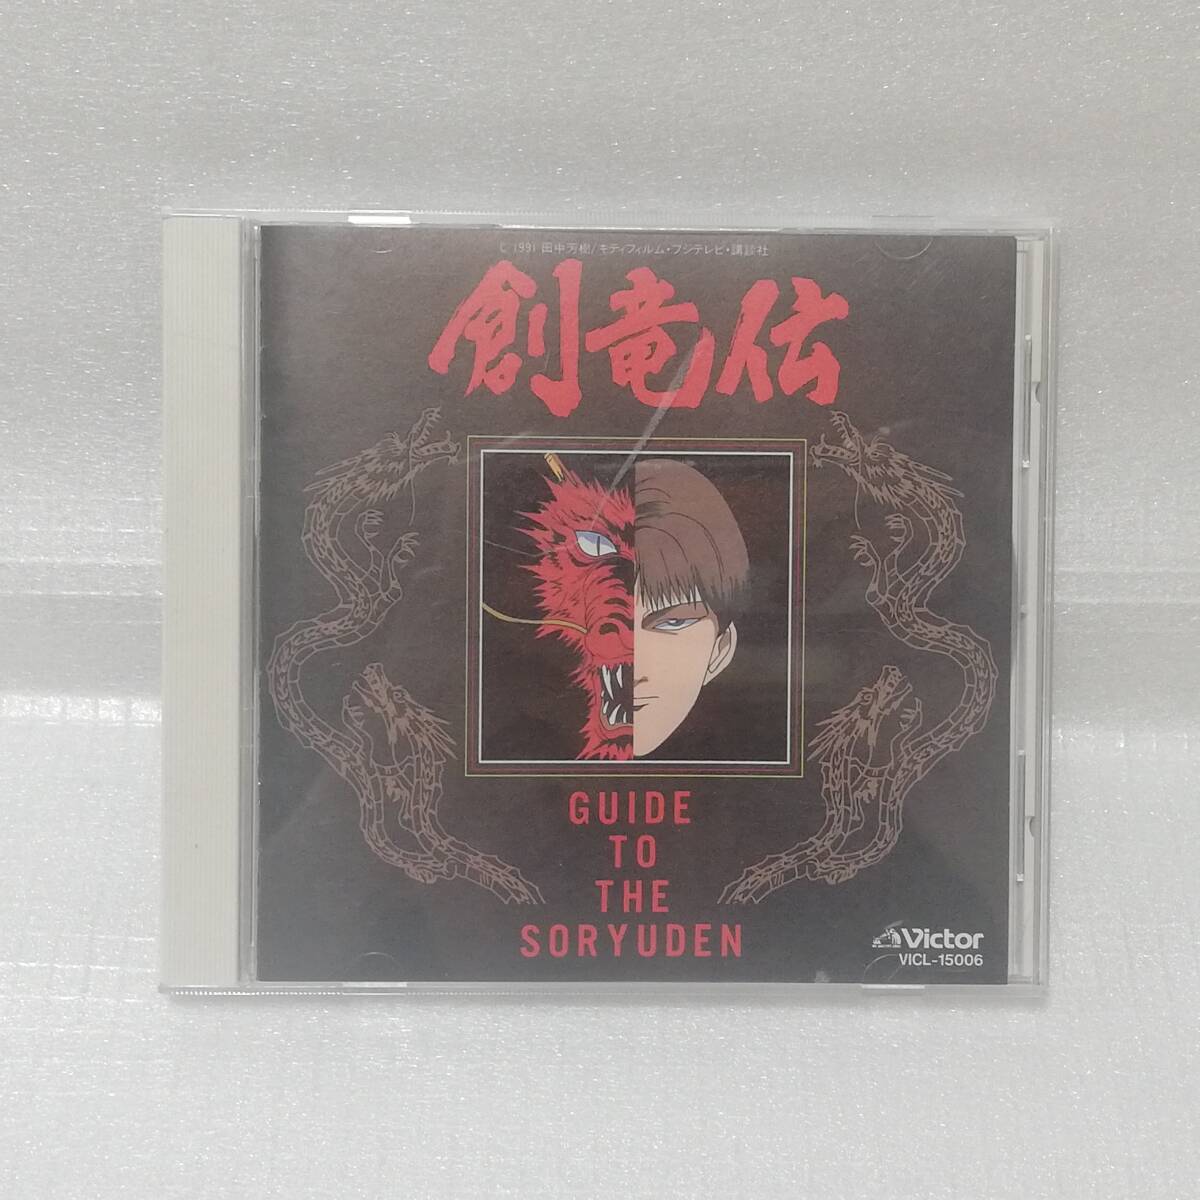 © 1991 田中芳樹/キティフィルム・フジテレビ・講談社
創竜伝
GUIDE
TO
THE
SORYUDEN
Victor
VICL-15006